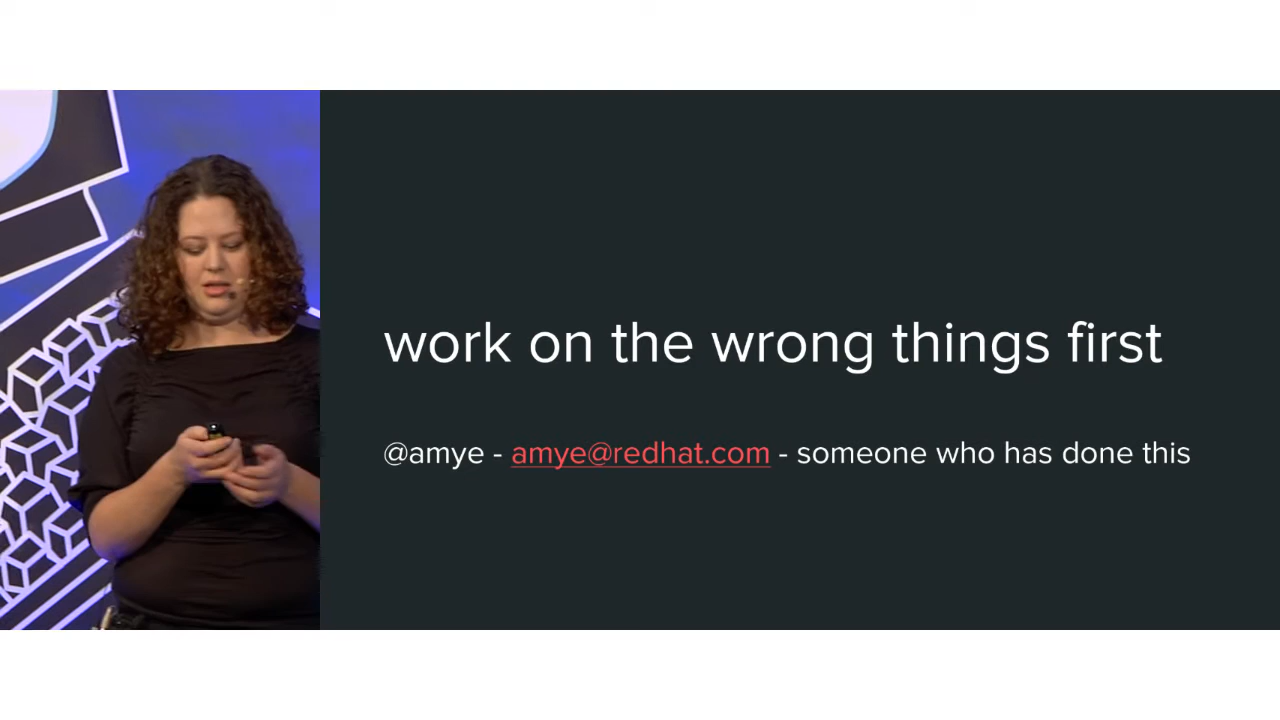 work on the wrong things first
@amye - amye@redhat.com - someone who has done this